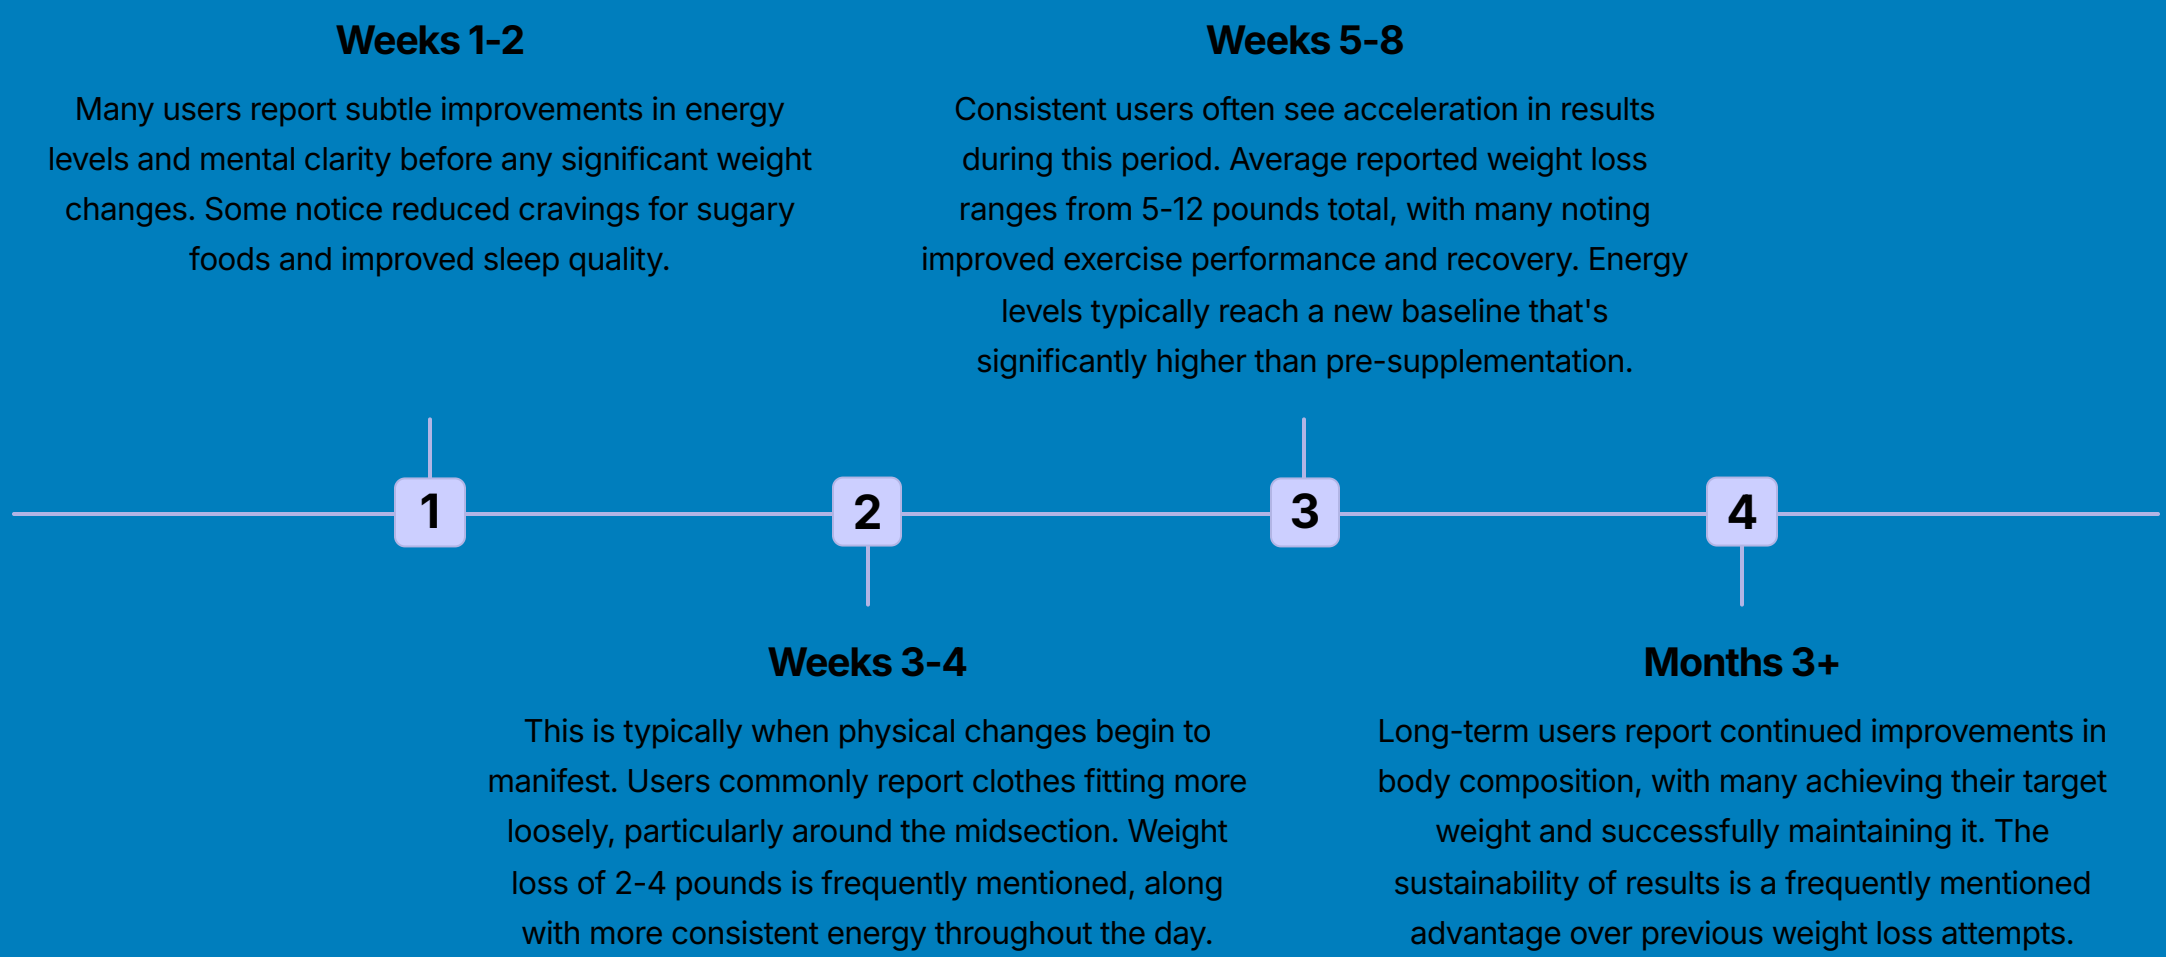 Weeks 1-2
Many users report subtle improvements in energy
levels and mental clarity before any significant weight
changes. Some notice reduced cravings for sugary
foods and improved sleep quality.
Weeks 5-8
Consistent users often see acceleration in results
during this period. Average reported weight loss
ranges from 5-12 pounds total, with many noting
improved exercise performance and recovery. Energy
levels typically reach a new baseline that's
significantly higher than pre-supplementation.
1
2
3
4
Weeks 3-4
This is typically when physical changes begin to
manifest. Users commonly report clothes fitting more
loosely, particularly around the midsection. Weight
loss of 2-4 pounds is frequently mentioned, along
with more consistent energy throughout the day.
Months 3+
Long-term users report continued improvements in
body composition, with many achieving their target
weight and successfully maintaining it. The
sustainability of results is a frequently mentioned
advantage over previous weight loss attempts.